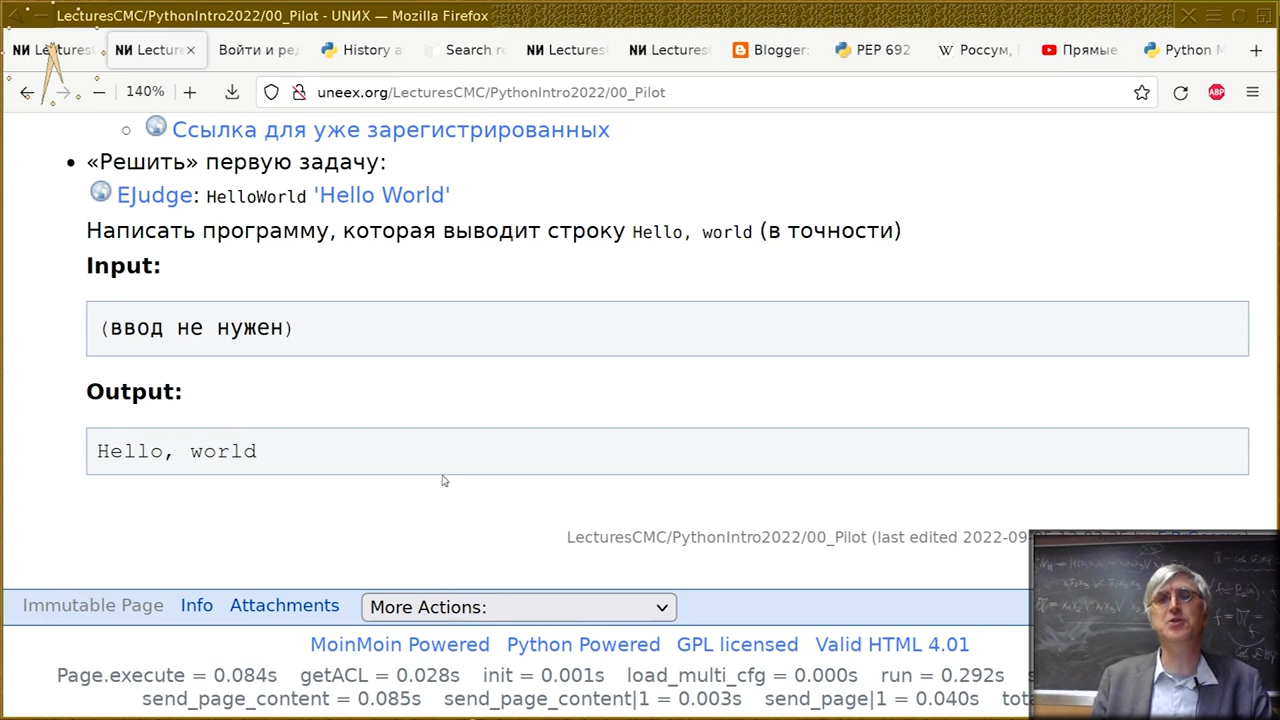 LecturesCMC/PythonIntro2022/00_Pilot - UNИX — Mozilla Firefox
Lecture
Войти и ре
History
Search re
Lectures
Lectures
Blogger:
PEP 692
Россум,
Прямые
Python M
140%
uneex.org/LecturesCMC/PythonIntro2022/00_Pilot
ABP
Ссылка для уже зарегистрированных
«Решить» первую задачу:
EJudge: HelloWorld 'Hello World'
Написать программу, которая выводит строку Hello, world (в точности)
Input:
(ввод не нужен)
Output:
Hello, world
LecturesCMC/PythonIntro2022/00_Pilot (last edited 2022-09-
Immutable Page Info Attachments More Actions:
MoinMoin Powered Python Powered GPL licensed Valid HTML 4.01
Page.execute = 0.084s getACL = 0.028s init = 0.001s load_multi_cfg = 0.000s run = 0.292s s
send_page_content = 0.085s send_page_content|1 = 0.003s send_page|1 = 0.040s tot